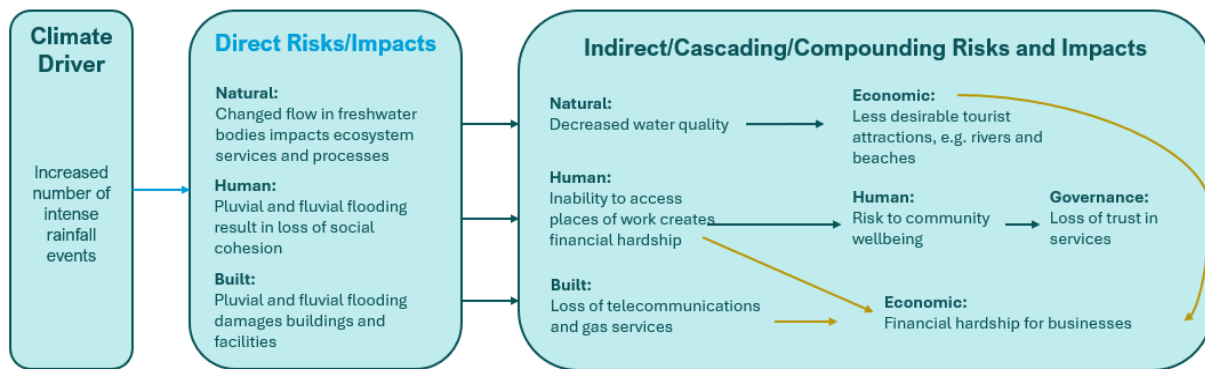 Climate
Driver
Increased
number of
intense
rainfall
events
Direct Risks/Impacts
Natural:
Changed flow in freshwater
bodies impacts ecosystem
services and processes
Human:
Pluvial and fluvial flooding
result in loss of social
cohesion
Built:
Pluvial and fluvial flooding
damages buildings and
facilities
Indirect/Cascading/Compounding Risks and Impacts
Natural:
Decreased water quality
Economic:
Less desirable tourist
attractions, e.g. rivers and
beaches
Human:
Inability to access
places of work creates
financial hardship
Human:
Risk to community
wellbeing
Governance:
Loss of trust in
services
Built:
Loss of telecommunications
and gas services
Economic:
Financial hardship for businesses